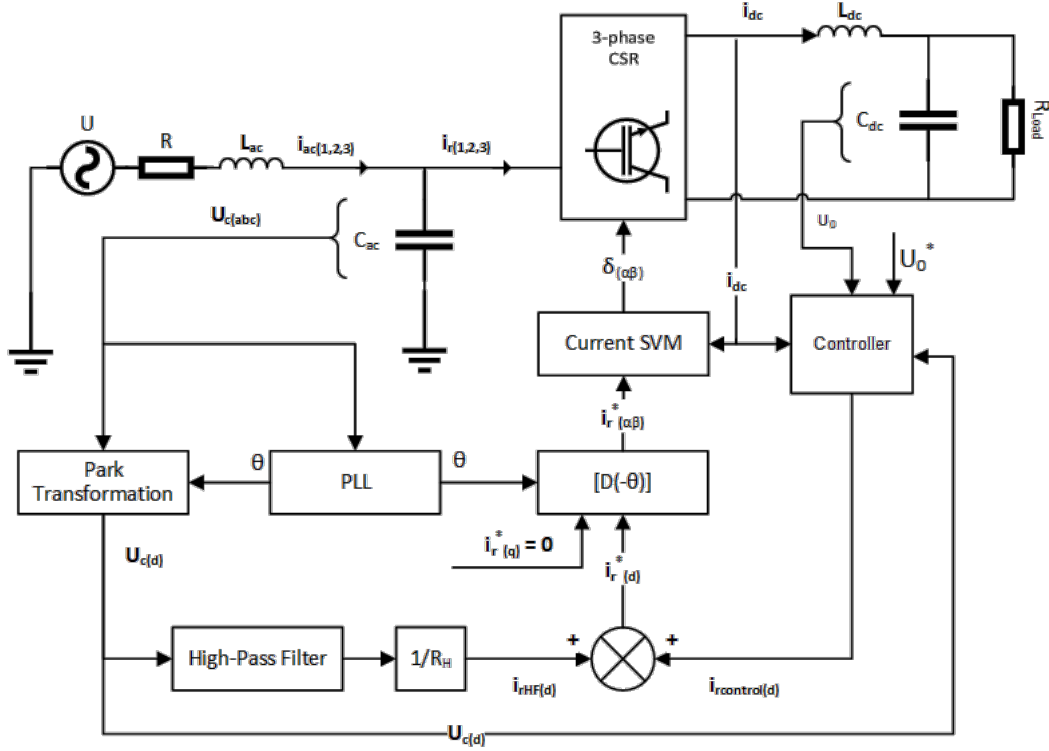 i_dc
L_dc
3-phase
CSR
U
R
L_ac
i_ac(1,2,3)
i_r(1,2,3)
C_dc
R_Load
U_c(abc)
C_ac
U_0
U_0^*
δ_(αβ)
i_dc
Current SVM
Controller
i_r^*_(αβ)
Park
Transformation
θ
PLL
θ
[D(-θ)]
U_c(d)
i_r^*_(q) = 0
i_r^*_(d)
High-Pass Filter
1/R_H
+
+
i_rHF(d)
i_rcontrol(d)
U_c(d)